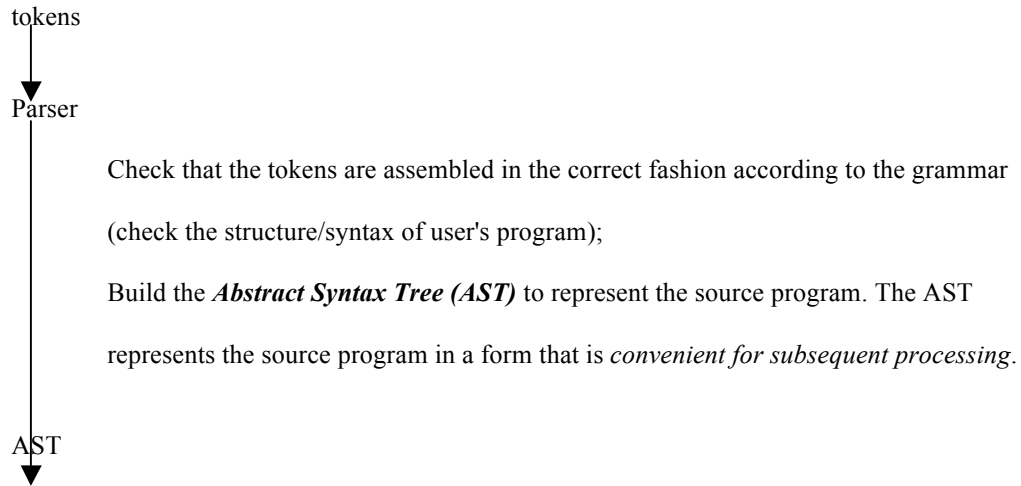 tokens
Parser
Check that the tokens are assembled in the correct fashion according to the grammar
(check the structure/syntax of user's program);
Build the Abstract Syntax Tree (AST) to represent the source program. The AST
represents the source program in a form that is convenient for subsequent processing.
AST